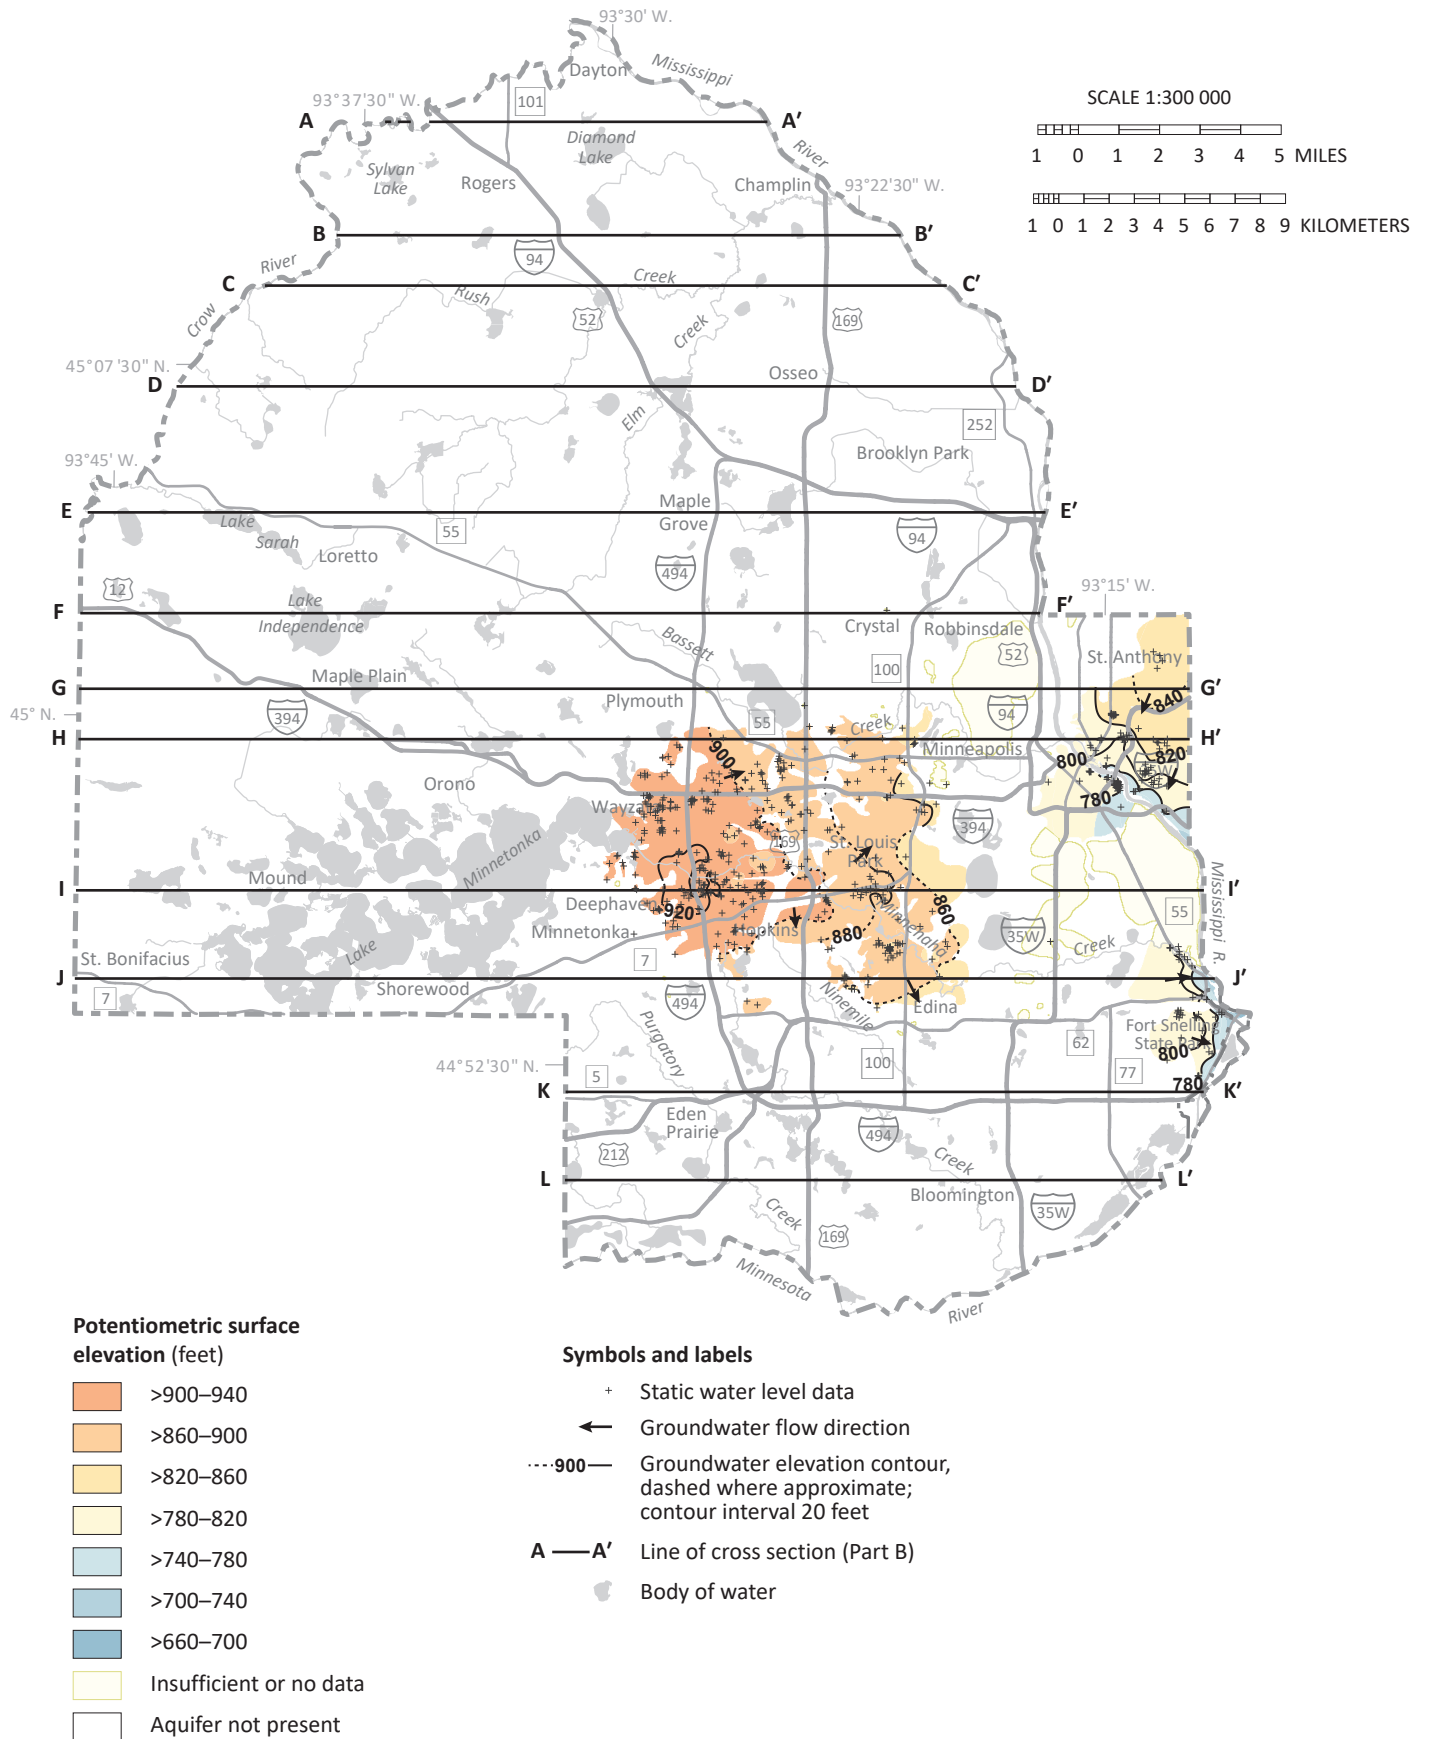 93°30' W.
Dayton
Mississippi
93°37'30" W.
101
A
A′
Diamond
Lake
River
Sylvan
Lake
Rogers
Champlin
93°22'30" W.
SCALE 1:300 000
1 0 1 2 3 4 5 MILES
1 0 1 2 3 4 5 6 7 8 9 KILOMETERS
B
B′
94
River
C
Creek
C′
Rush
Crow
52
Creek
169
45°07'30" N.
D
Osseo
D′
Elm
252
93°45' W.
Brooklyn Park
Maple
Grove
E
E′
Lake
Sarah
55
94
Loretto
494
12
93°15' W.
F
Lake
Independence
F′
Crystal
Robbinsdale
Bassett
52
St. Anthony
100
Maple Plain
G
G′
Plymouth
840
45° N.
394
55
94
Creek
H
H′
900
Minneapolis
820
800
Orono
780
Wayza
394
Minnetonka
169
St. Louis
Park
Mississippi R.
Mound
I
I′
Deephaven
920
860
55
Minnetonka
Hopkins
880
Minnehaha
35W
Creek
St. Bonifacius
Lake
7
J
J′
Shorewood
7
494
Ninemile
Edina
Purgatory
Fort Snelling
State Park
62
800
44°52'30" N.
5
100
77
780
K
K′
Eden
Prairie
494
212
Creek
L
L′
Bloomington
Creek
35W
169
Minnesota
River
Potentiometric surface
elevation (feet)
>900–940
>860–900
>820–860
>780–820
>740–780
>700–740
>660–700
Insufficient or no data
Aquifer not present
Symbols and labels
Static water level data
Groundwater flow direction
900
Groundwater elevation contour,
dashed where approximate;
contour interval 20 feet
A
A′
Line of cross section (Part B)
Body of water